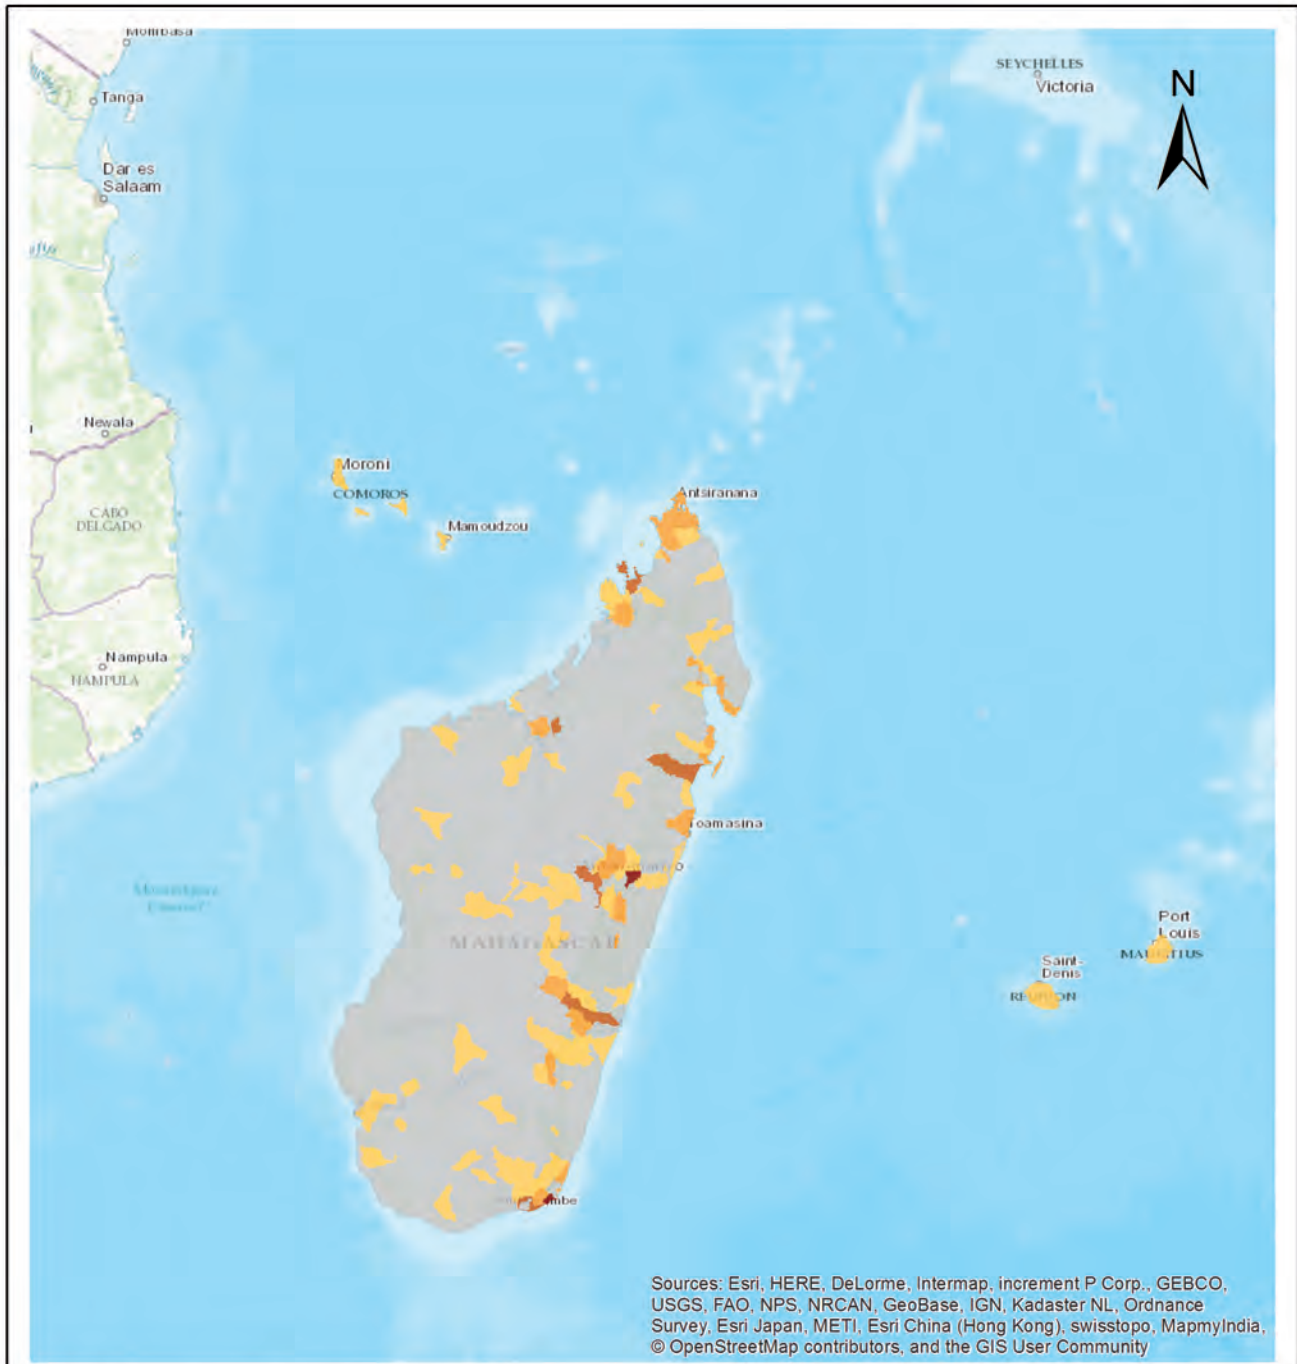 Mombasa
SEYCHELLES
Victoria
N
Tanga
Dar es
Salaam
Newala
Moroni
COMOROS
Antsiranana
CABO
DELGADO
Mamoudzou
Nampula
NAMPULA
Toamasina
MADAGASCAR
Port
Louis
MAURITIUS
Saint-
Denis
REUNION
Sources: Esri, HERE, DeLorme, Intermap, increment P Corp., GEBCO,
USGS, FAO, NPS, NRCAN, GeoBase, IGN, Kadaster NL, Ordnance
Survey, Esri Japan, METI, Esri China (Hong Kong), swisstopo, MapmyIndia,
© OpenStreetMap contributors, and the GIS User Community